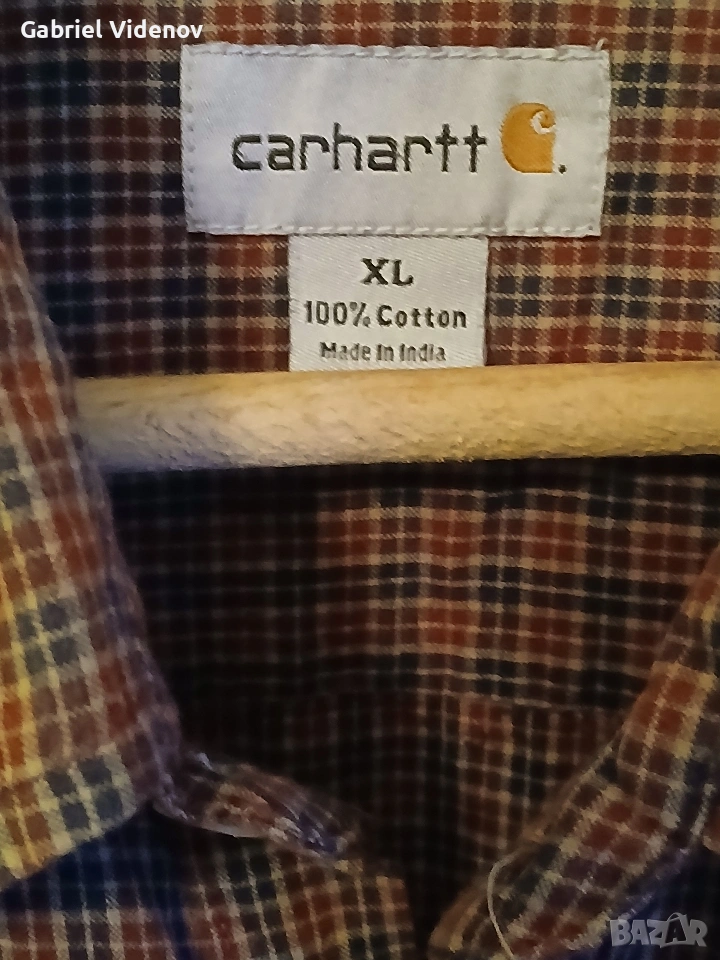 Gabriel Videnov
carhartt
XL
100% Cotton
Made In India
BAZAR